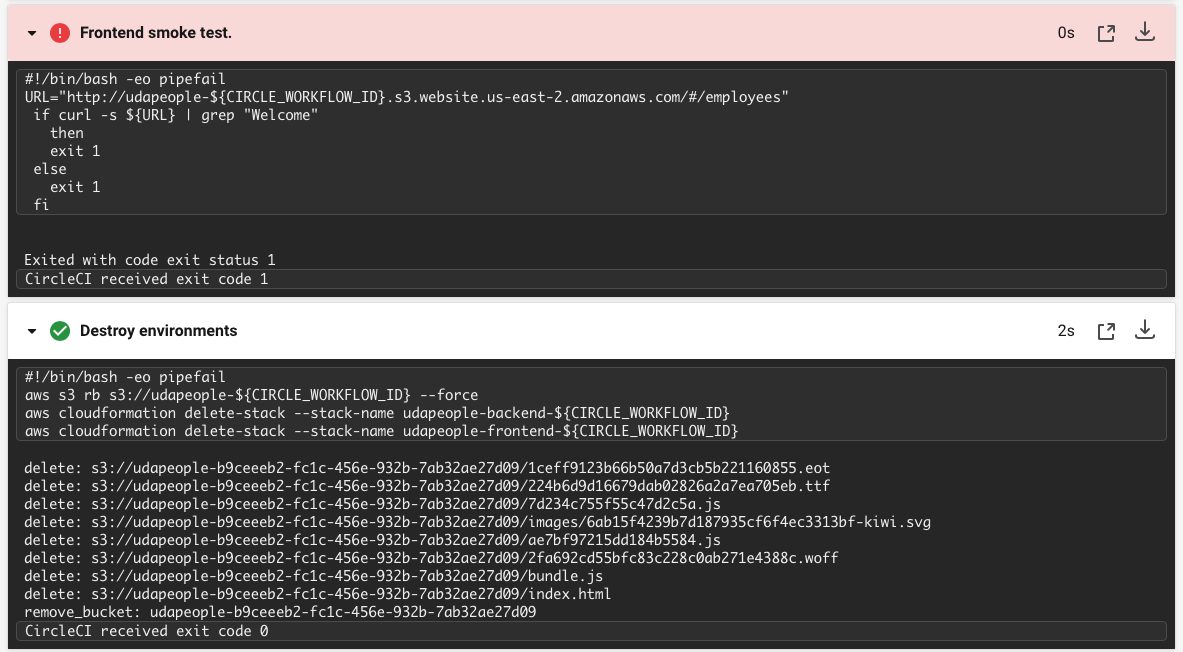 Frontend smoke test.
0s
#!/bin/bash -eo pipefail
URL="http://udapeople-${CIRCLE_WORKFLOW_ID}.s3.website.us-east-2.amazonaws.com/#/employees"
if curl -s ${URL} | grep "Welcome"
then
exit 1
else
exit 1
fi
Exited with code exit status 1
CircleCI received exit code 1
Destroy environments
2s
#!/bin/bash -eo pipefail
aws s3 rb s3://udapeople-${CIRCLE_WORKFLOW_ID} --force
aws cloudformation delete-stack --stack-name udapeople-backend-${CIRCLE_WORKFLOW_ID}
aws cloudformation delete-stack --stack-name udapeople-frontend-${CIRCLE_WORKFLOW_ID}
delete: s3://udapeople-b9ceeeb2-fc1c-456e-932b-7ab32ae27d09/1ceff9123b66b50a7d3cb5b221160855.eot
delete: s3://udapeople-b9ceeeb2-fc1c-456e-932b-7ab32ae27d09/224b6d9d16679dab02826a2a7ea705eb.ttf
delete: s3://udapeople-b9ceeeb2-fc1c-456e-932b-7ab32ae27d09/7d234c755f55c47d2c5a.js
delete: s3://udapeople-b9ceeeb2-fc1c-456e-932b-7ab32ae27d09/images/6ab15f4239b7d187935cf6f4ec3313bf-kiwi.svg
delete: s3://udapeople-b9ceeeb2-fc1c-456e-932b-7ab32ae27d09/ae7bf97215dd184b5584.js
delete: s3://udapeople-b9ceeeb2-fc1c-456e-932b-7ab32ae27d09/2fa692cd55bfc83c228c0ab271e4388c.woff
delete: s3://udapeople-b9ceeeb2-fc1c-456e-932b-7ab32ae27d09/bundle.js
delete: s3://udapeople-b9ceeeb2-fc1c-456e-932b-7ab32ae27d09/index.html
remove_bucket: udapeople-b9ceeeb2-fc1c-456e-932b-7ab32ae27d09
CircleCI received exit code 0